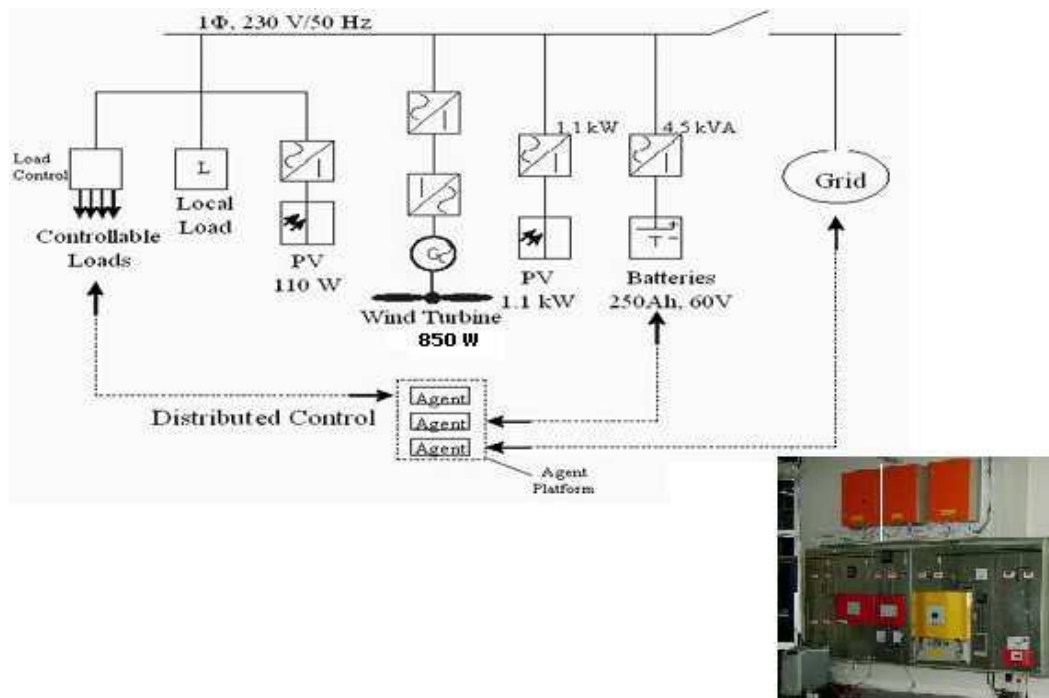 1Φ, 230 V/50 Hz
1.1 kW
4.5 kVA
Load
Control
L
Grid
Local
Load
Controllable
Loads
PV
110 W
G
PV
1.1 kW
Batteries
250Ah, 60V
Wind Turbine
850 W
Distributed Control
Agent
Agent
Agent
Agent
Platform